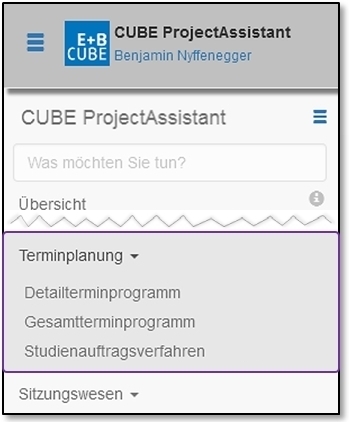 E+B
CUBE
CUBE ProjectAssistant
Benjamin Nyffenegger
CUBE ProjectAssistant
Was möchten Sie tun?
Übersicht
Terminplanung
Detailterminprogramm
Gesamtterminprogramm
Studienauftragsverfahren
Sitzungswesen